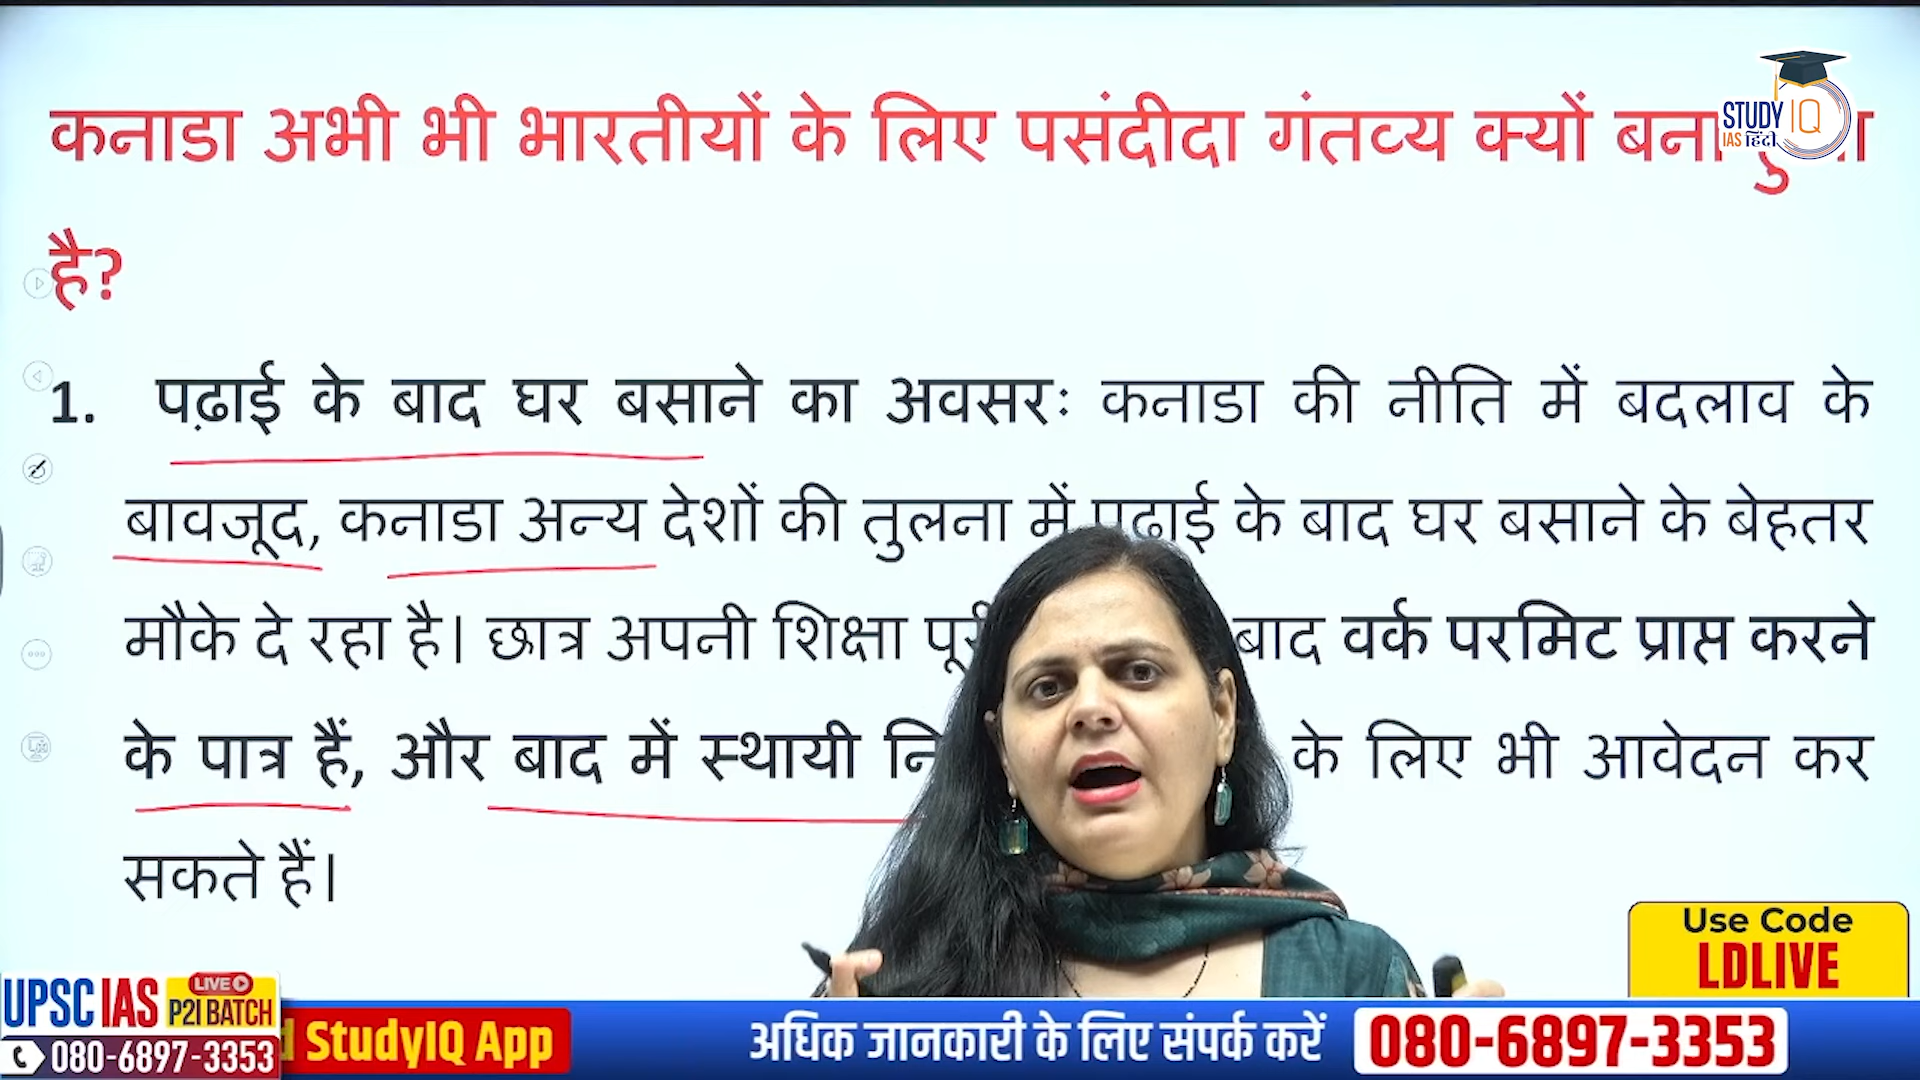 कनाडा अभी भी भारतीयों के लिए पसंदीदा गंतव्य क्यों बना
है?
STUDY IQ
IAS हिंदी
1. पढ़ाई के बाद घर बसाने का अवसरः कनाडा की नीति में बदलाव के
बावजूद, कनाडा अन्य देशों की तुलना में पढ़ाई के बाद घर बसाने के बेहतर
मौके दे रहा है। छात्र अपनी शिक्षा बाद वर्क परमिट प्राप्त करने
के पात्र हैं, और बाद में स्थायी के लिए भी आवेदन कर
सकते हैं।
Use Code
LDLIVE
UPSC IAS LIVE P2I BATCH
080-6897-3353
StudyIQ App
अधिक जानकारी के लिए संपर्क करें 080-6897-3353